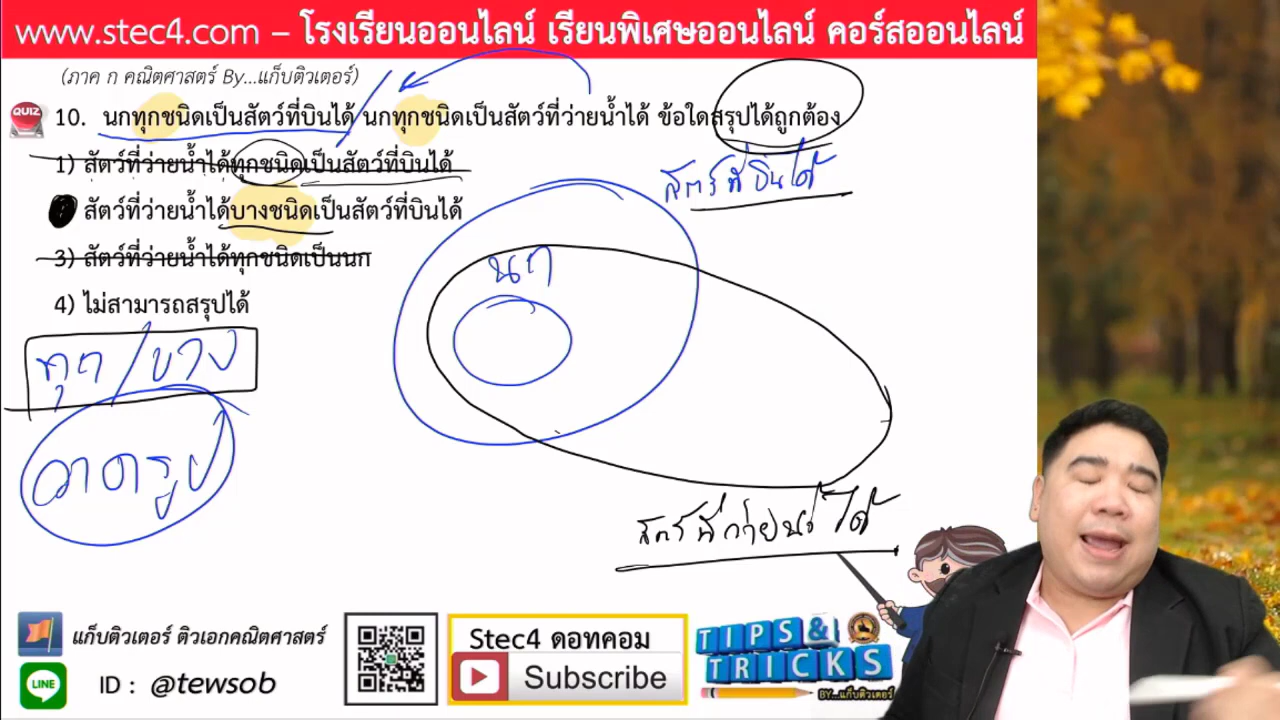 www.stec4.com – โรงเรียนออนไลน์ เรียนพิเศษออนไลน์ คอร์สออนไลน์
(ภาค ก คณิตศาสตร์ By...แก็บติวเตอร์)
QUIZ
10. นกทุกชนิดเป็นสัตว์ที่บินได้ นกทุกชนิดเป็นสัตว์ที่ว่ายน้ำได้ ข้อใดสรุปได้ถูกต้อง
1) สัตว์ที่ว่ายน้ำได้ทุกชนิดเป็นสัตว์ที่บินได้
สัตว์ที่บินได้
สัตว์ที่ว่ายน้ำได้บางชนิดเป็นสัตว์ที่บินได้
3) สัตว์ที่ว่ายน้ำได้ทุกชนิดเป็นนก
นก
4) ไม่สามารถสรุปได้
ทุก/บาง
วาดรูป
สัตว์ที่ว่ายน้ำได้
แก็บติวเตอร์ ติวเอกคณิตศาสตร์
LINE ID : @tewsob
Stec4 ดอทคอม
Subscribe
TIPS &
TRICKS
BY...แก็บติวเตอร์